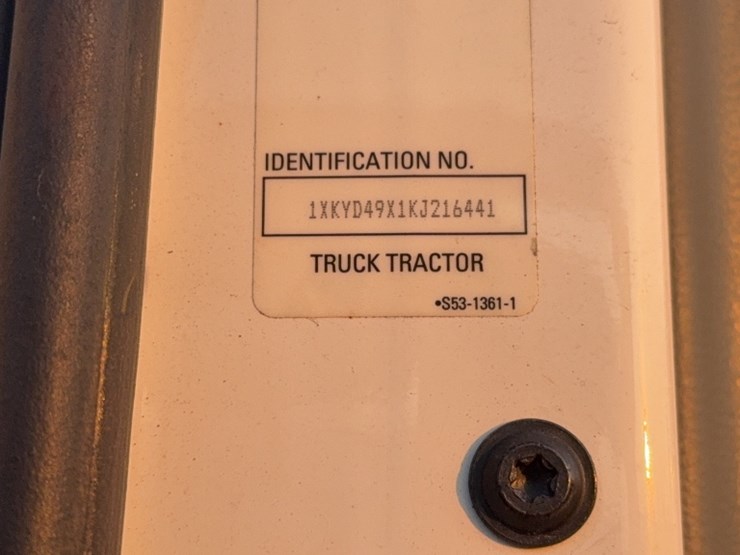 IDENTIFICATION NO.
1XKYD49X1KJ216441
TRUCK TRACTOR
•S53-1361-1